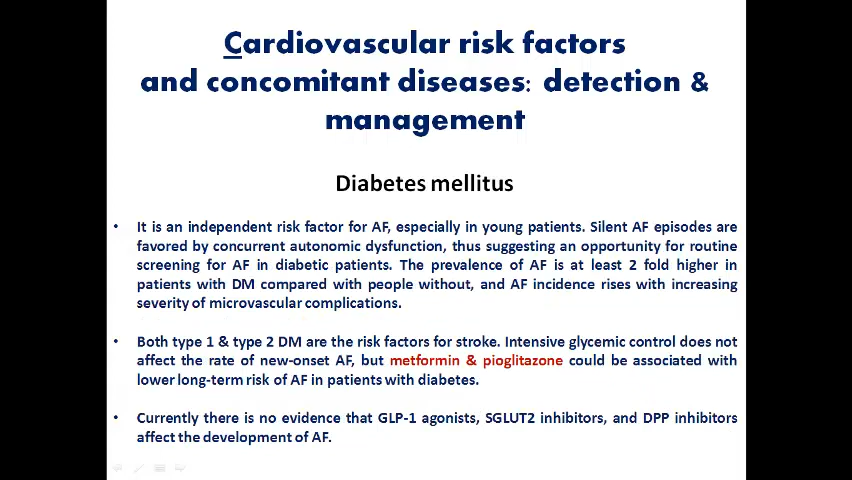 Cardiovascular risk factors
and concomitant diseases: detection &
management
Diabetes mellitus
• It is an independent risk factor for AF, especially in young patients. Silent AF episodes are
favored by concurrent autonomic dysfunction, thus suggesting an opportunity for routine
screening for AF in diabetic patients. The prevalence of AF is at least 2 fold higher in
patients with DM compared with people without, and AF incidence rises with increasing
severity of microvascular complications.
• Both type 1 & type 2 DM are the risk factors for stroke. Intensive glycemic control does not
affect the rate of new-onset AF, but metformin & pioglitazone could be associated with
lower long-term risk of AF in patients with diabetes.
• Currently there is no evidence that GLP-1 agonists, SGLUT2 inhibitors, and DPP inhibitors
affect the development of AF.